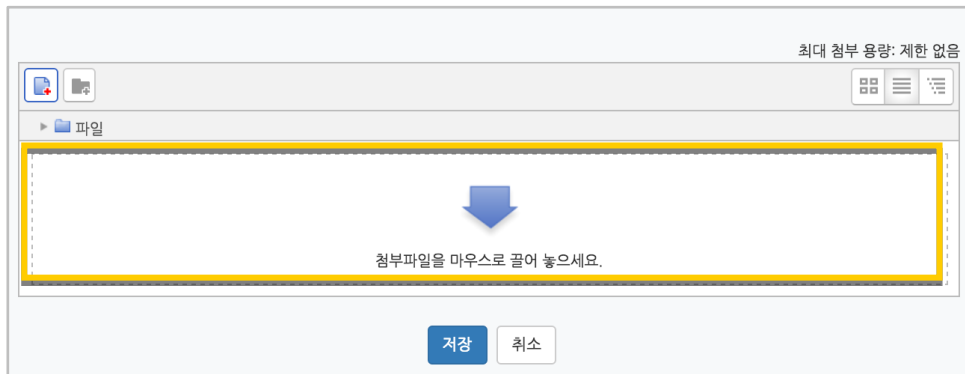 최대 첨부 용량: 제한 없음
파일
첨부파일을 마우스로 끌어 놓으세요.
저장 취소